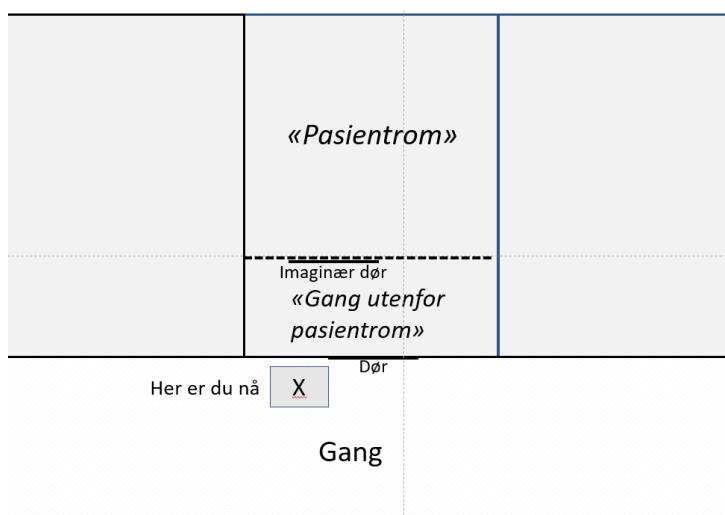 «Pasientrom»
Imaginær dør
«Gang utenfor
pasientrom»
Dør
Her er du nå
X
Gang